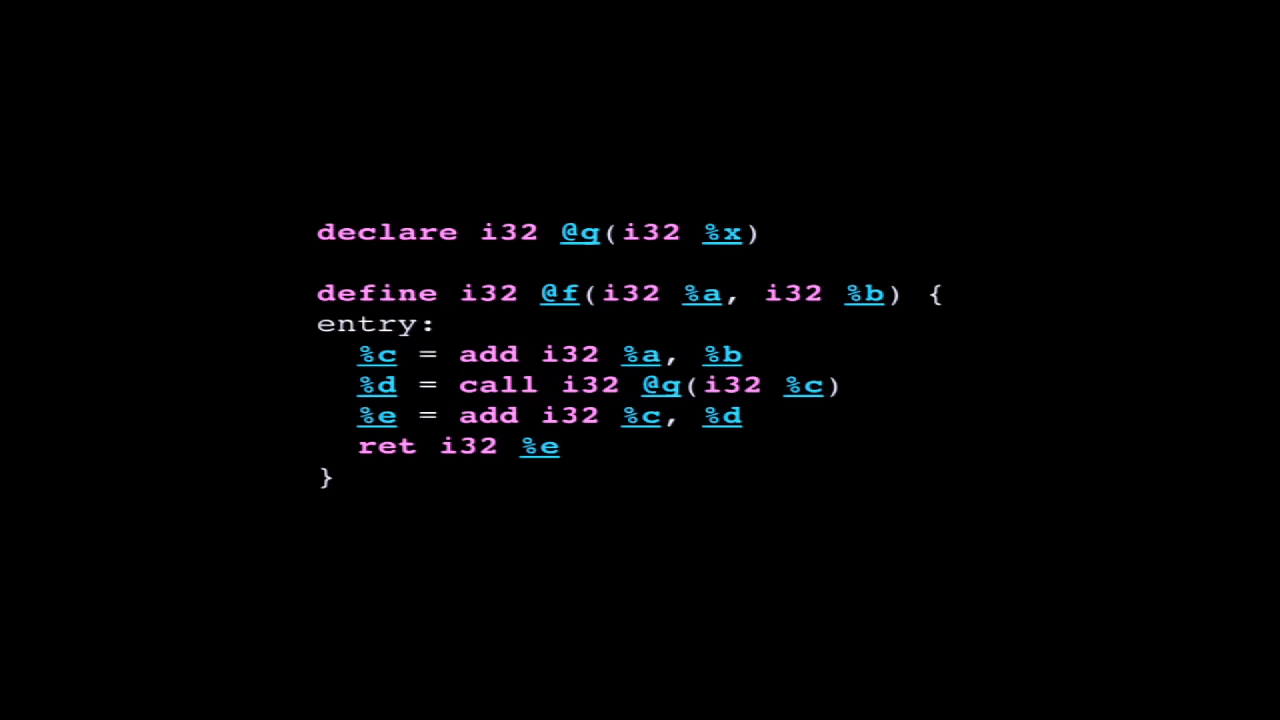 declare i32 @g(i32 %x)
define i32 @f(i32 %a, i32 %b) {
entry:
%c = add i32 %a, %b
%d = call i32 @g(i32 %c)
%e = add i32 %c, %d
ret i32 %e
}